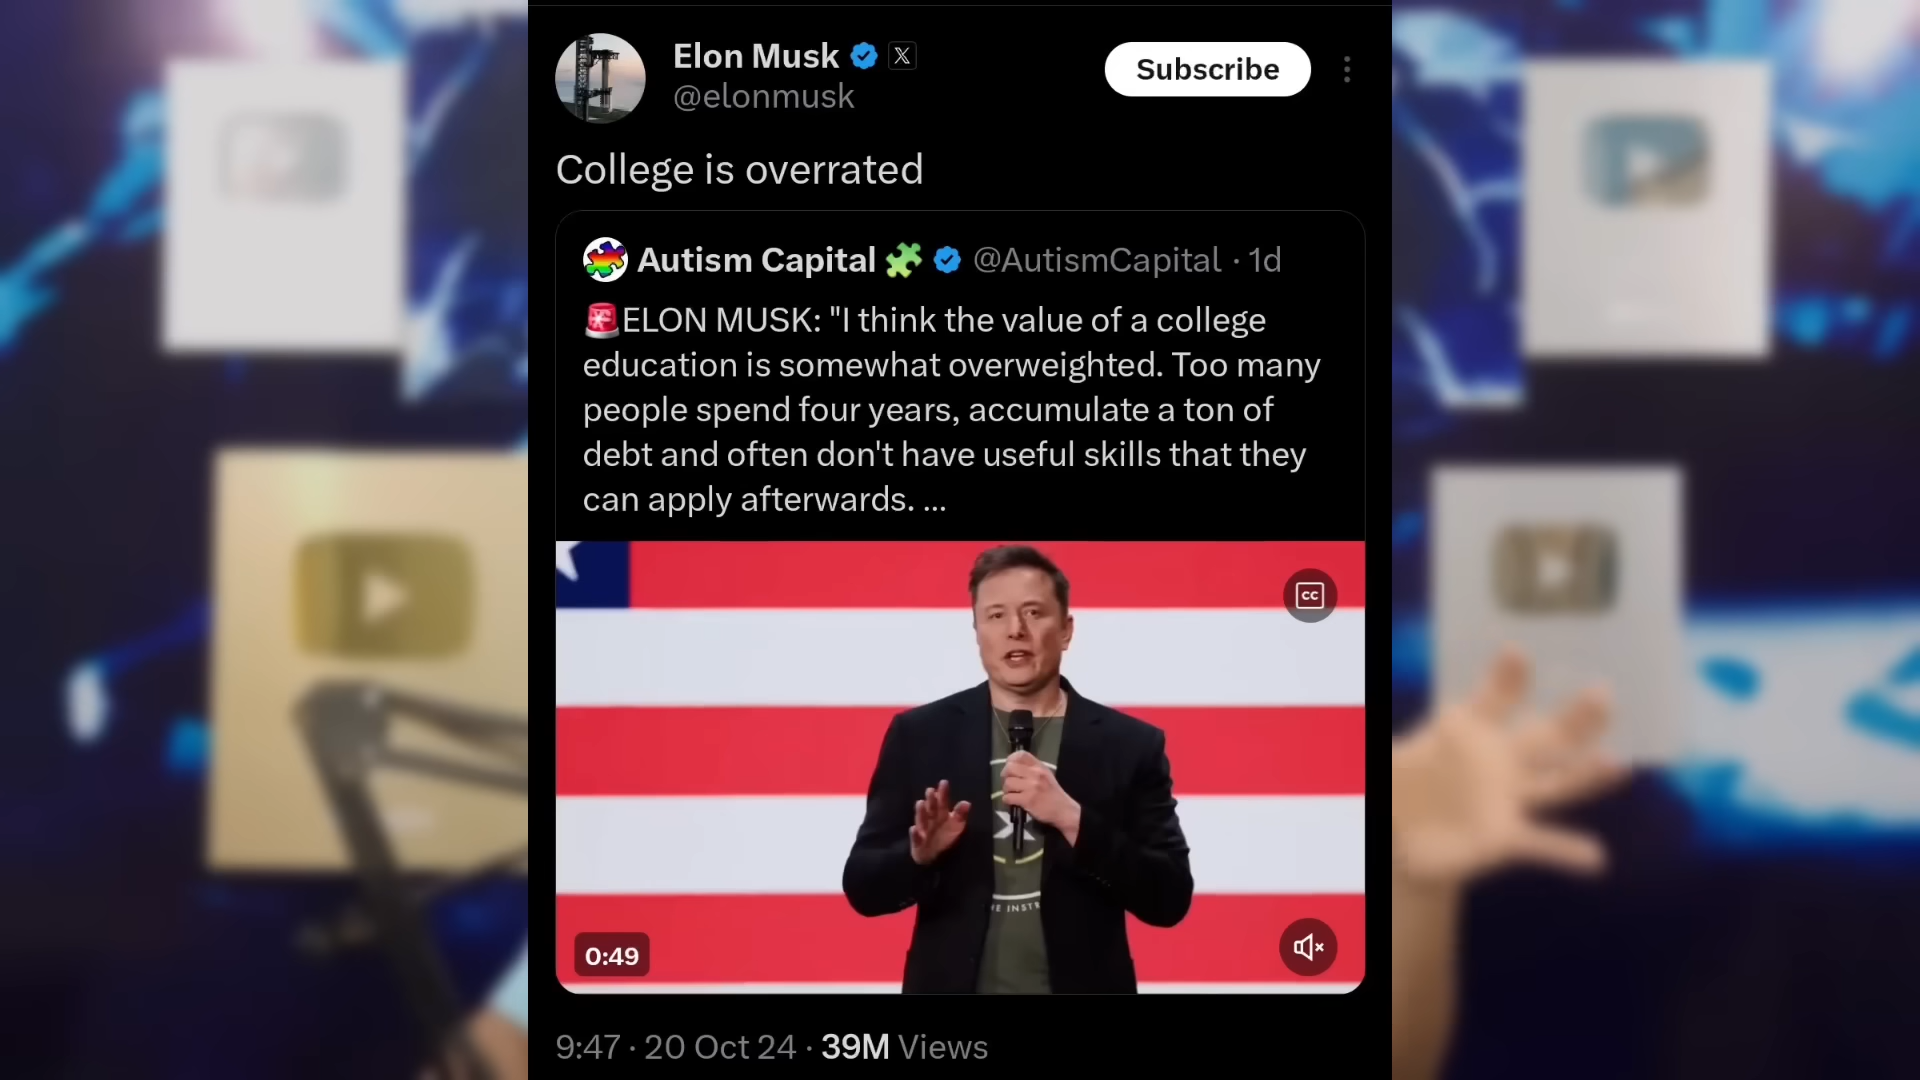 Elon Musk
Subscribe
@elonmusk
College is overrated
Autism Capital 🧩 @AutismCapital · 1d
🚨ELON MUSK: "I think the value of a college
education is somewhat overweighted. Too many
people spend four years, accumulate a ton of
debt and often don't have useful skills that they
can apply afterwards. ...
CC
X
VE INSTR
0:49
9:47 · 20 Oct 24 · 39M Views